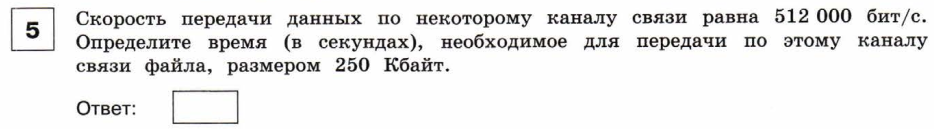 5
Скорость передачи данных по некоторому каналу связи равна 512 000 бит/с.
Определите время (в секундах), необходимое для передачи по этому каналу
связи файла, размером 250 Кбайт.
Ответ: